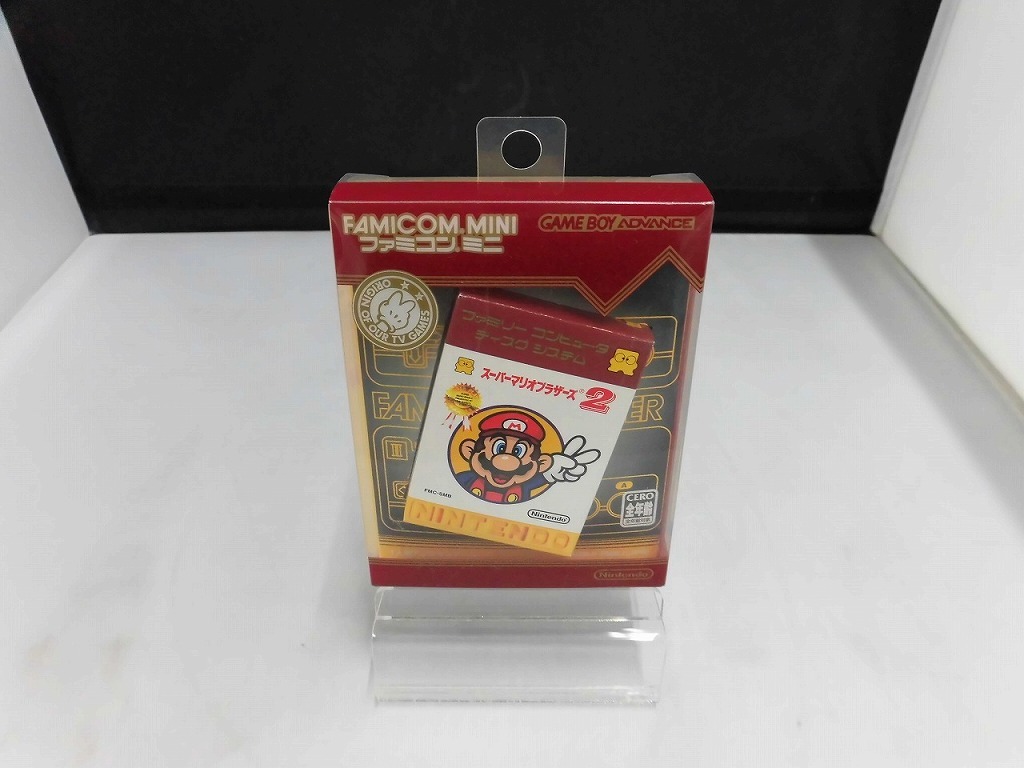 FAMICOM MINI
ファミコン ミニ
GAME BOY ADVANCE
ORIGIN OF OUR TV GAMES
ファミリー コンピュータ
ディスク システム
スーパーマリオブラザーズ®2
M
FMC-SMB
Nintendo
NINTENDO
FAM
ER
II
A
CERO
全年齢
Nintendo